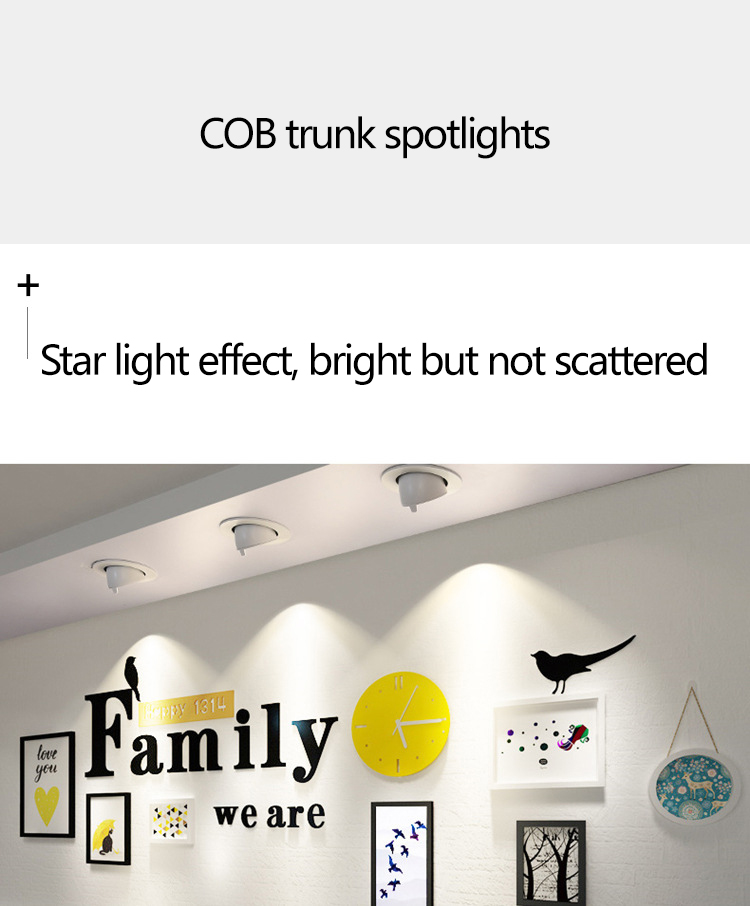 COB trunk spotlights
+
Star light effect, bright but not scattered
Happy 1314
Family
we are
love
you